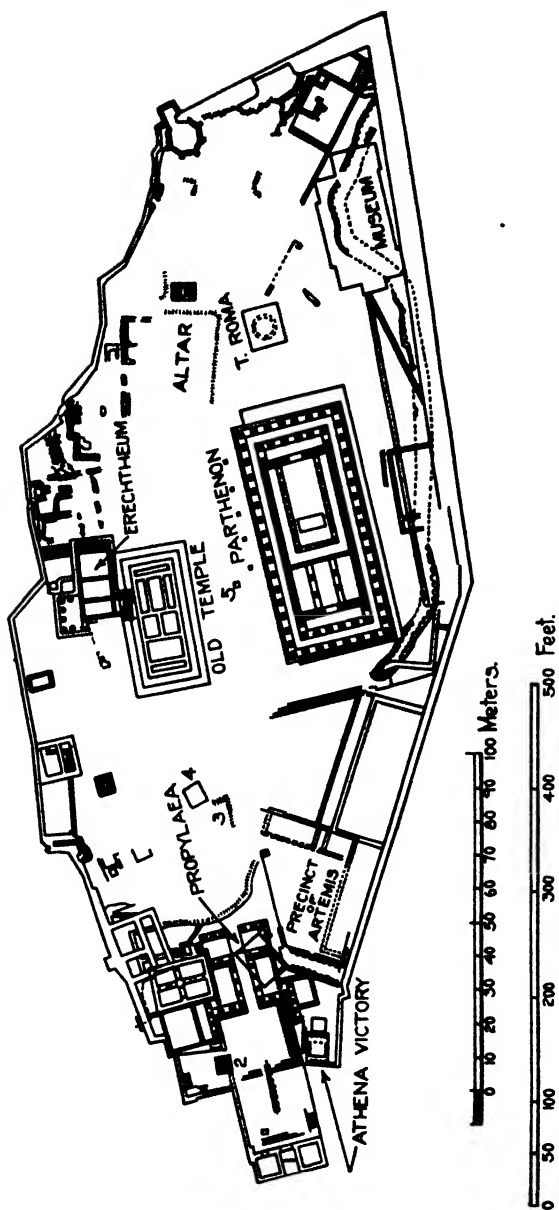 ERECHTHEUM
OLD TEMPLE
ALTAR
T. ROMA
5
PARTHENON
MUSEUM
PROPYLAEA
4
3
2
PRECINCT
OF
ARTEMIS
ATHENA VICTORY
0 10 20 30 40 50 60 70 80 90 100 Meters.
0 50 100 200 300 400 500 Feet.